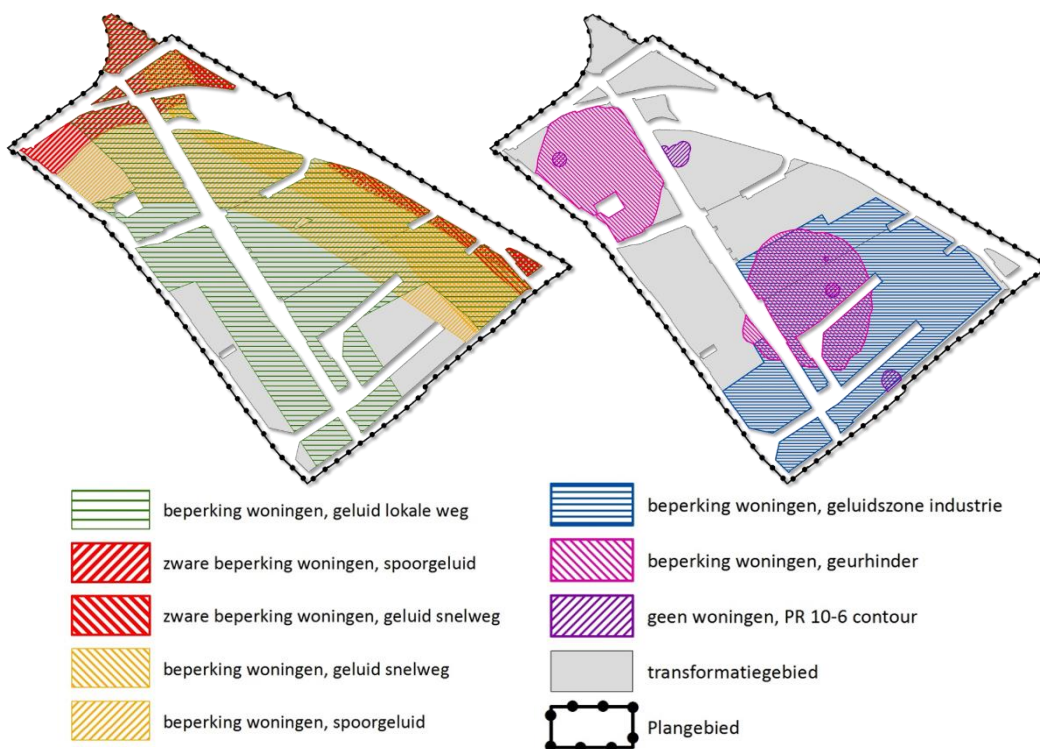 beperking woningen, geluid lokale weg
zware beperking woningen, spoorgeluid
zware beperking woningen, geluid snelweg
beperking woningen, geluid snelweg
beperking woningen, spoorgeluid
beperking woningen, geluidszone industrie
beperking woningen, geurhinder
geen woningen, PR 10-6 contour
transformatiegebied
Plangebied